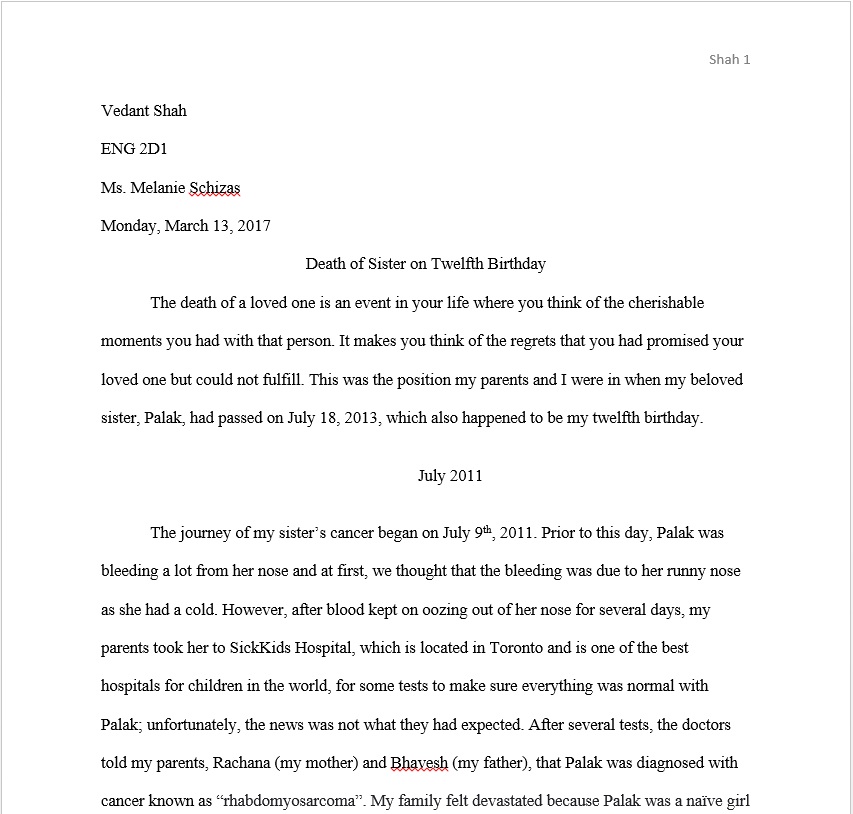 Shah 1
Vedant Shah
ENG 2D1
Ms. Melanie Schizas
Monday, March 13, 2017
Death of Sister on Twelfth Birthday
The death of a loved one is an event in your life where you think of the cherishable
moments you had with that person. It makes you think of the regrets that you had promised your
loved one but could not fulfill. This was the position my parents and I were in when my beloved
sister, Palak, had passed on July 18, 2013, which also happened to be my twelfth birthday.
July 2011
The journey of my sister’s cancer began on July 9th, 2011. Prior to this day, Palak was
bleeding a lot from her nose and at first, we thought that the bleeding was due to her runny nose
as she had a cold. However, after blood kept on oozing out of her nose for several days, my
parents took her to SickKids Hospital, which is located in Toronto and is one of the best
hospitals for children in the world, for some tests to make sure everything was normal with
Palak; unfortunately, the news was not what they had expected. After several tests, the doctors
told my parents, Rachana (my mother) and Bhavesh (my father), that Palak was diagnosed with
cancer known as “rhabdomyosarcoma”. My family felt devastated because Palak was a naïve girl